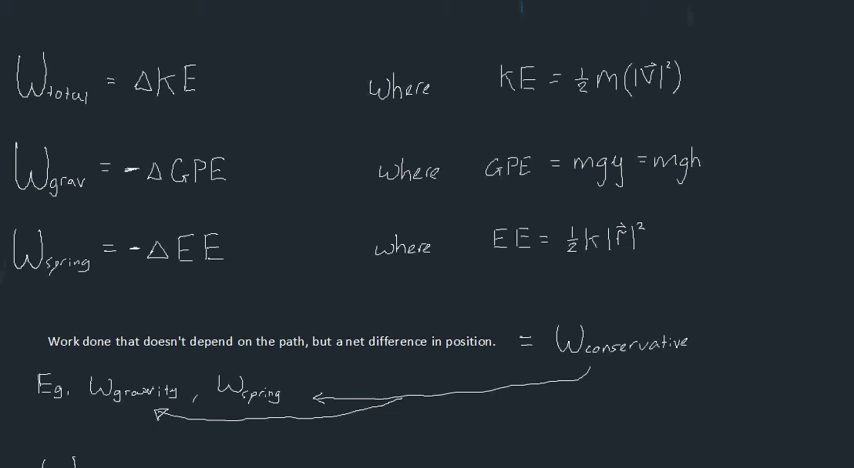 W_total = ΔKE where KE = ½m(|v⃗|²)
W_grav = -ΔGPE where GPE = mgy = mgh
W_spring = -ΔEE where EE = ½k|r⃗|²
Work done that doesn't depend on the path, but a net difference in position. = W_conservative
Eg. W_gravity, W_spring